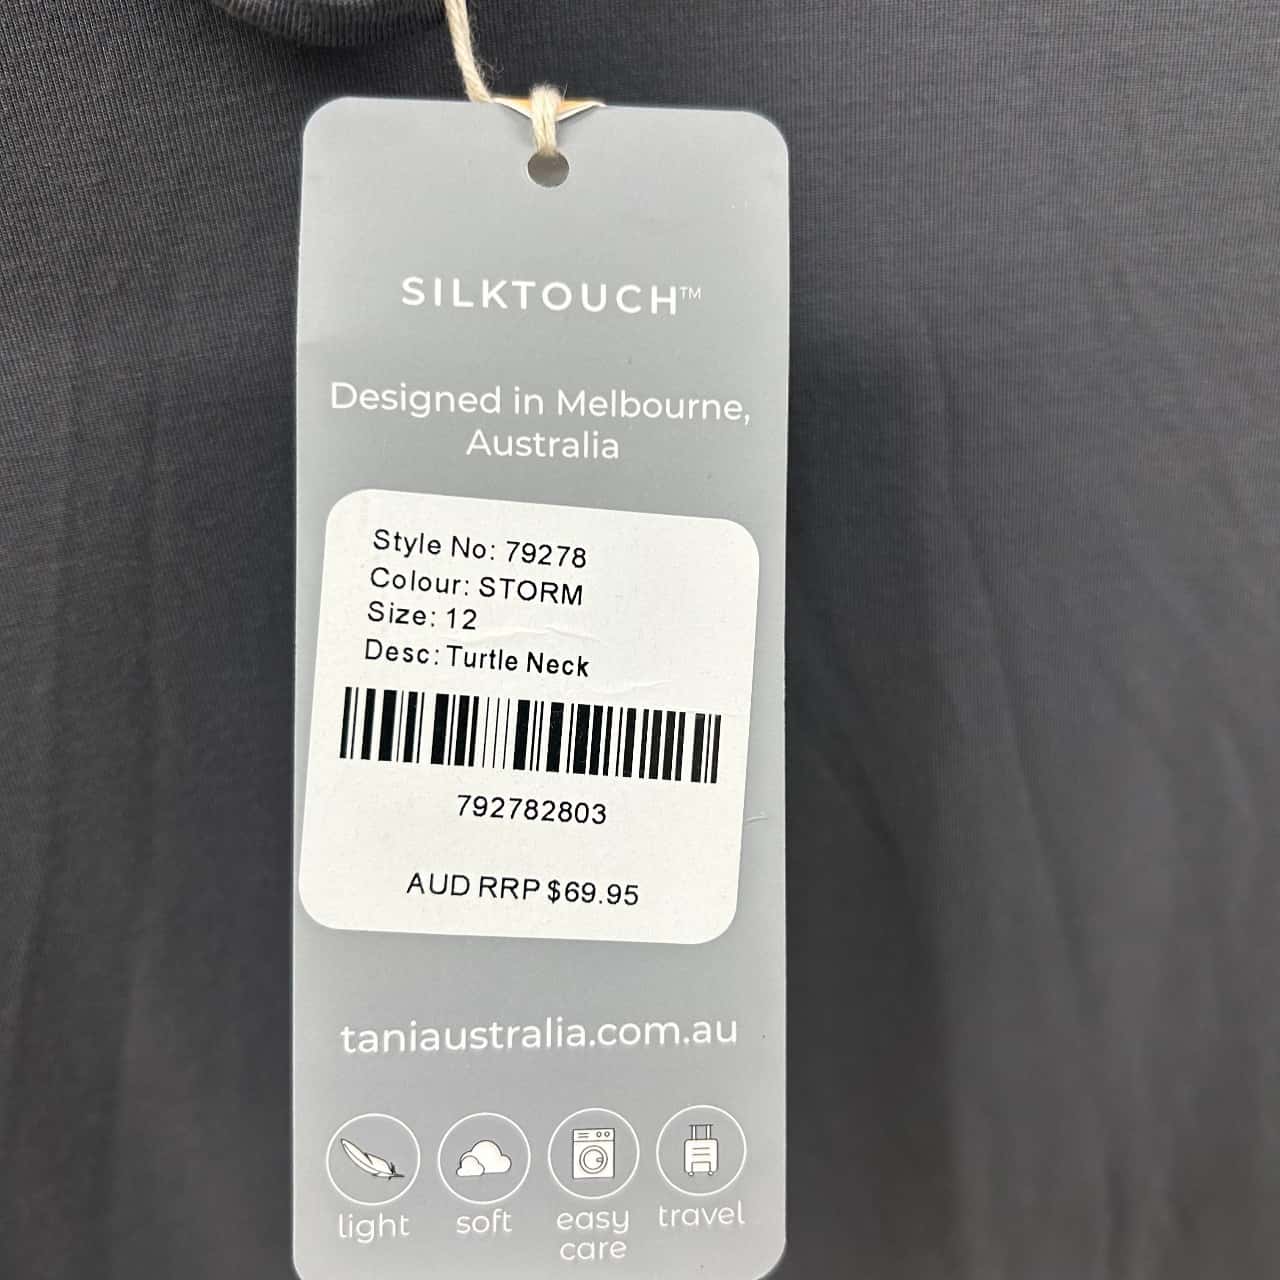 SILKTOUCH™
Designed in Melbourne,
Australia
Style No: 79278
Colour: STORM
Size: 12
Desc: Turtle Neck
792782803
AUD RRP $69.95
taniaustralia.com.au
light soft easy care travel